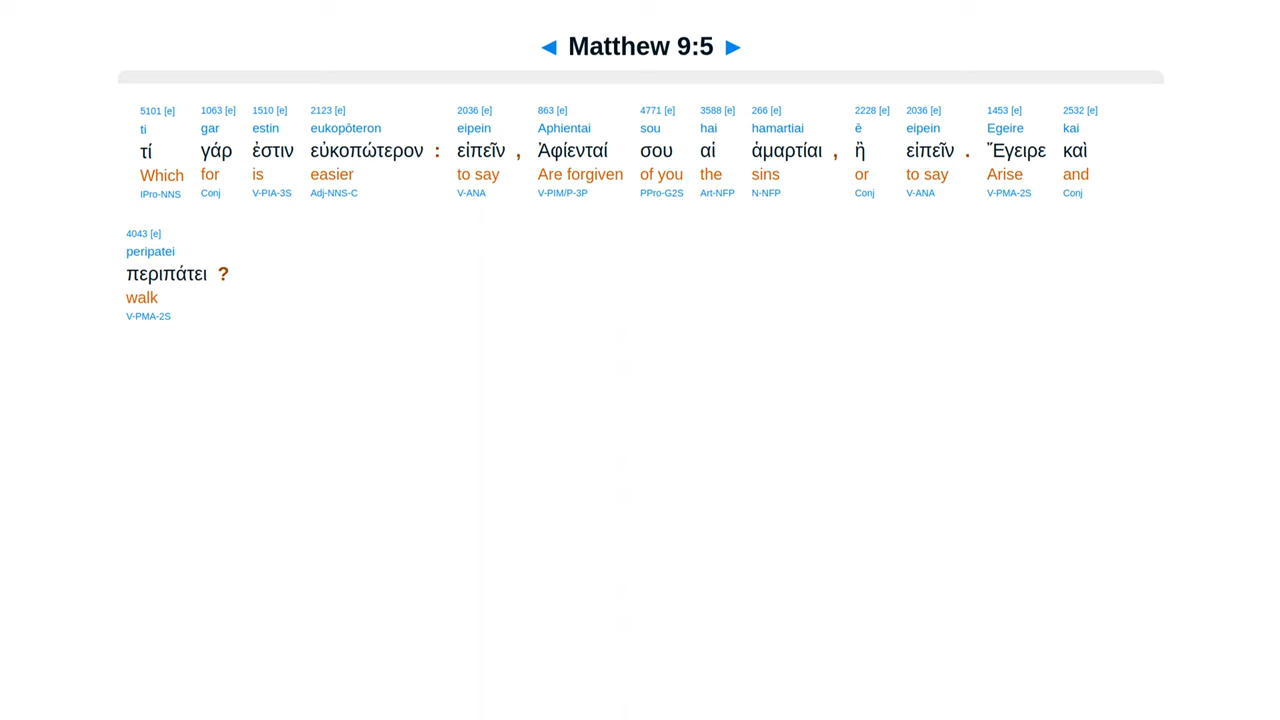 ◄ Matthew 9:5 ►
5101 [e] 1063 [e] 1510 [e] 2123 [e] 2036 [e] 863 [e] 4771 [e] 3588 [e] 266 [e] 2228 [e] 2036 [e] 1453 [e] 2532 [e]
ti gar estin eukopōteron eipein Aphientai sou hai hamartiai ē eipein Egeire kai
τί γάρ ἐστιν εὐκοπώτερον : εἰπεῖν , Ἀφίενταί σου αἱ ἁμαρτίαι , ἢ εἰπεῖν . Ἔγειρε καὶ
Which for is easier to say Are forgiven of you the sins or to say Arise and
IPro-NNS Conj V-PIA-3S Adj-NNS-C V-ANA V-PIM/P-3P PPro-G2S Art-NFP N-NFP Conj V-ANA V-PMA-2S Conj
4043 [e]
peripatei
περιπάτει ?
walk
V-PMA-2S